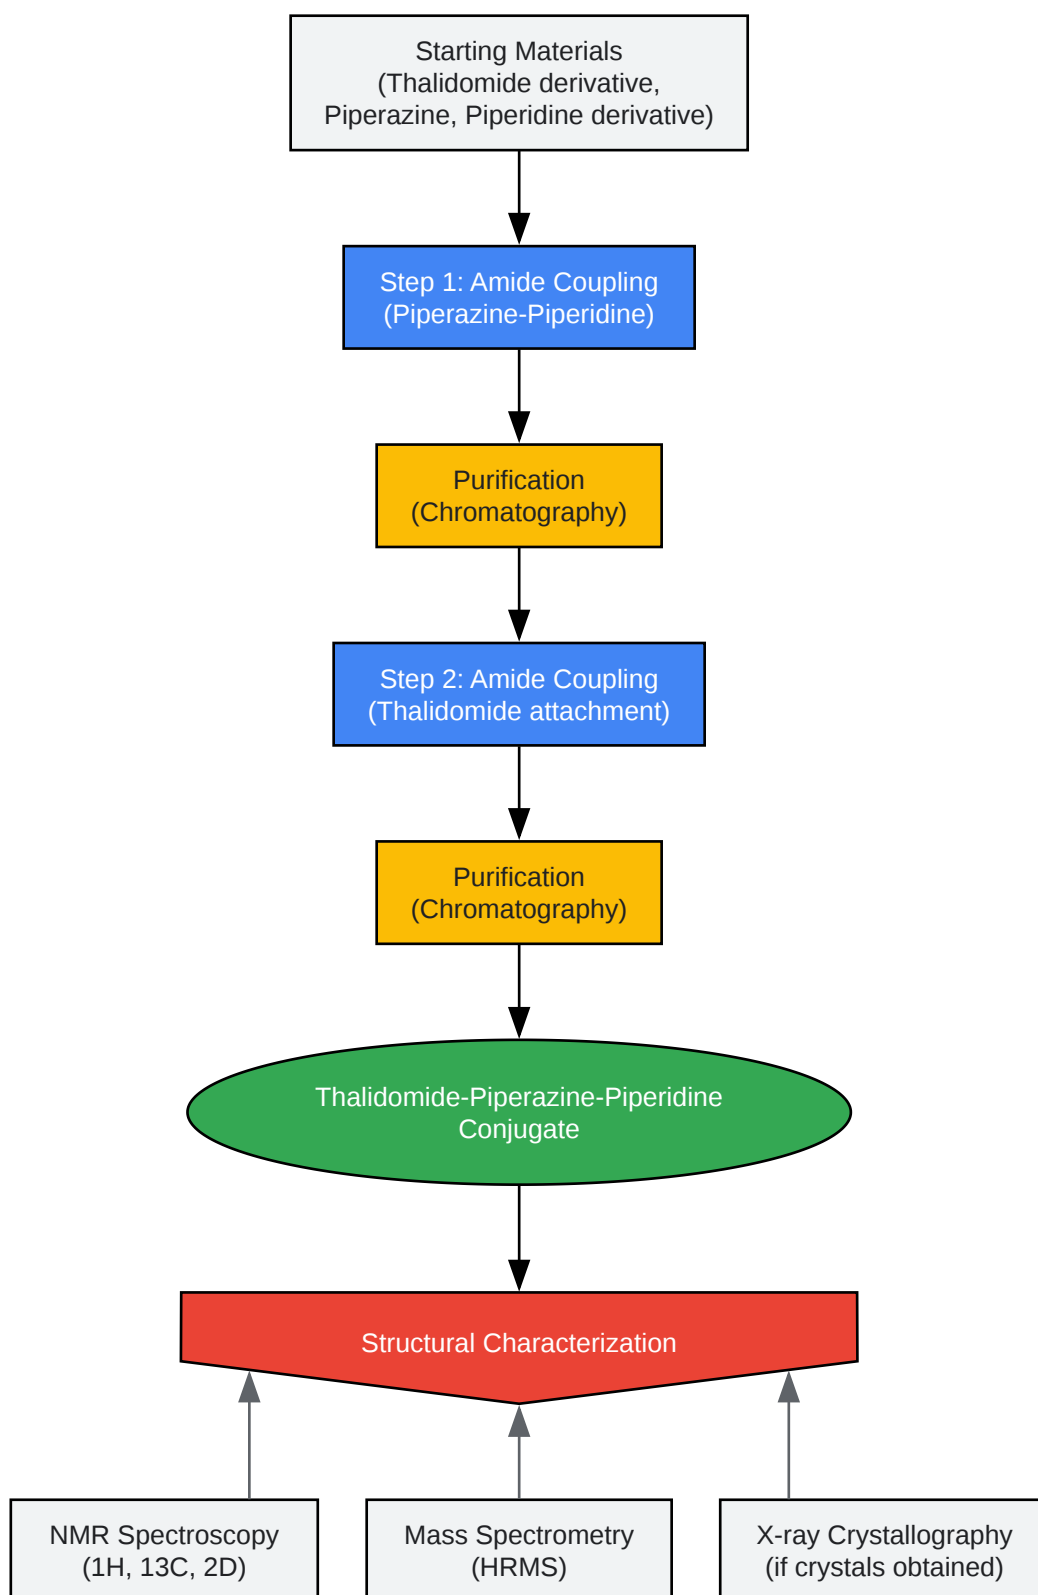 Starting Materials
(Thalidomide derivative,
Piperazine, Piperidine derivative)
Step 1: Amide Coupling
(Piperazine-Piperidine)
Purification
(Chromatography)
Step 2: Amide Coupling
(Thalidomide attachment)
Purification
(Chromatography)
Thalidomide-Piperazine-Piperidine
Conjugate
Structural Characterization
NMR Spectroscopy
(1H, 13C, 2D)
Mass Spectrometry
(HRMS)
X-ray Crystallography
(if crystals obtained)